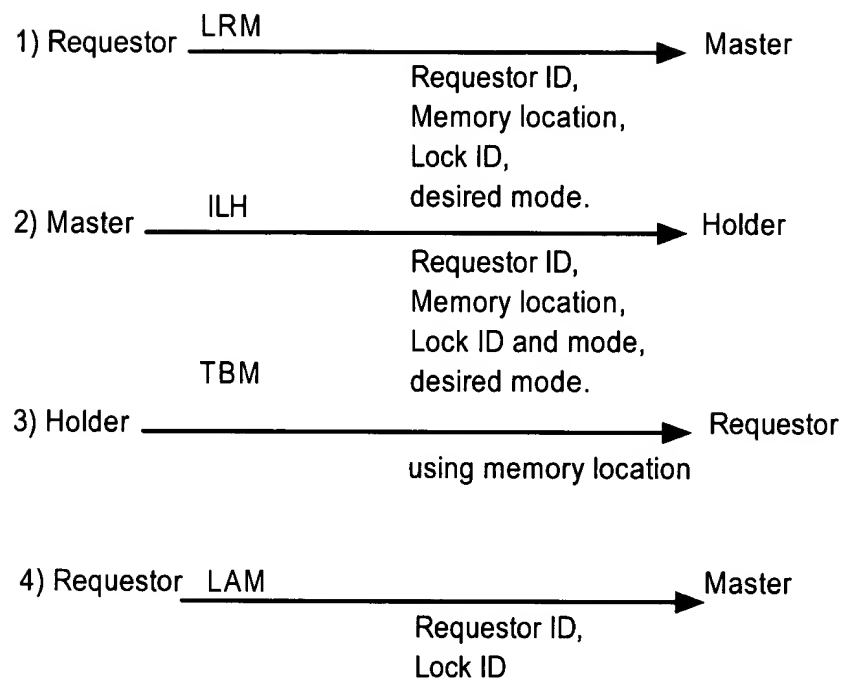 LRM
1) Requestor
Master
Requestor ID,
Memory location,
Lock ID,
desired mode.
ILH
2) Master
Holder
Requestor ID,
Memory location,
Lock ID and mode,
desired mode.
TBM
3) Holder
Requestor
using memory location
4) Requestor LAM
Master
Requestor ID,
Lock ID